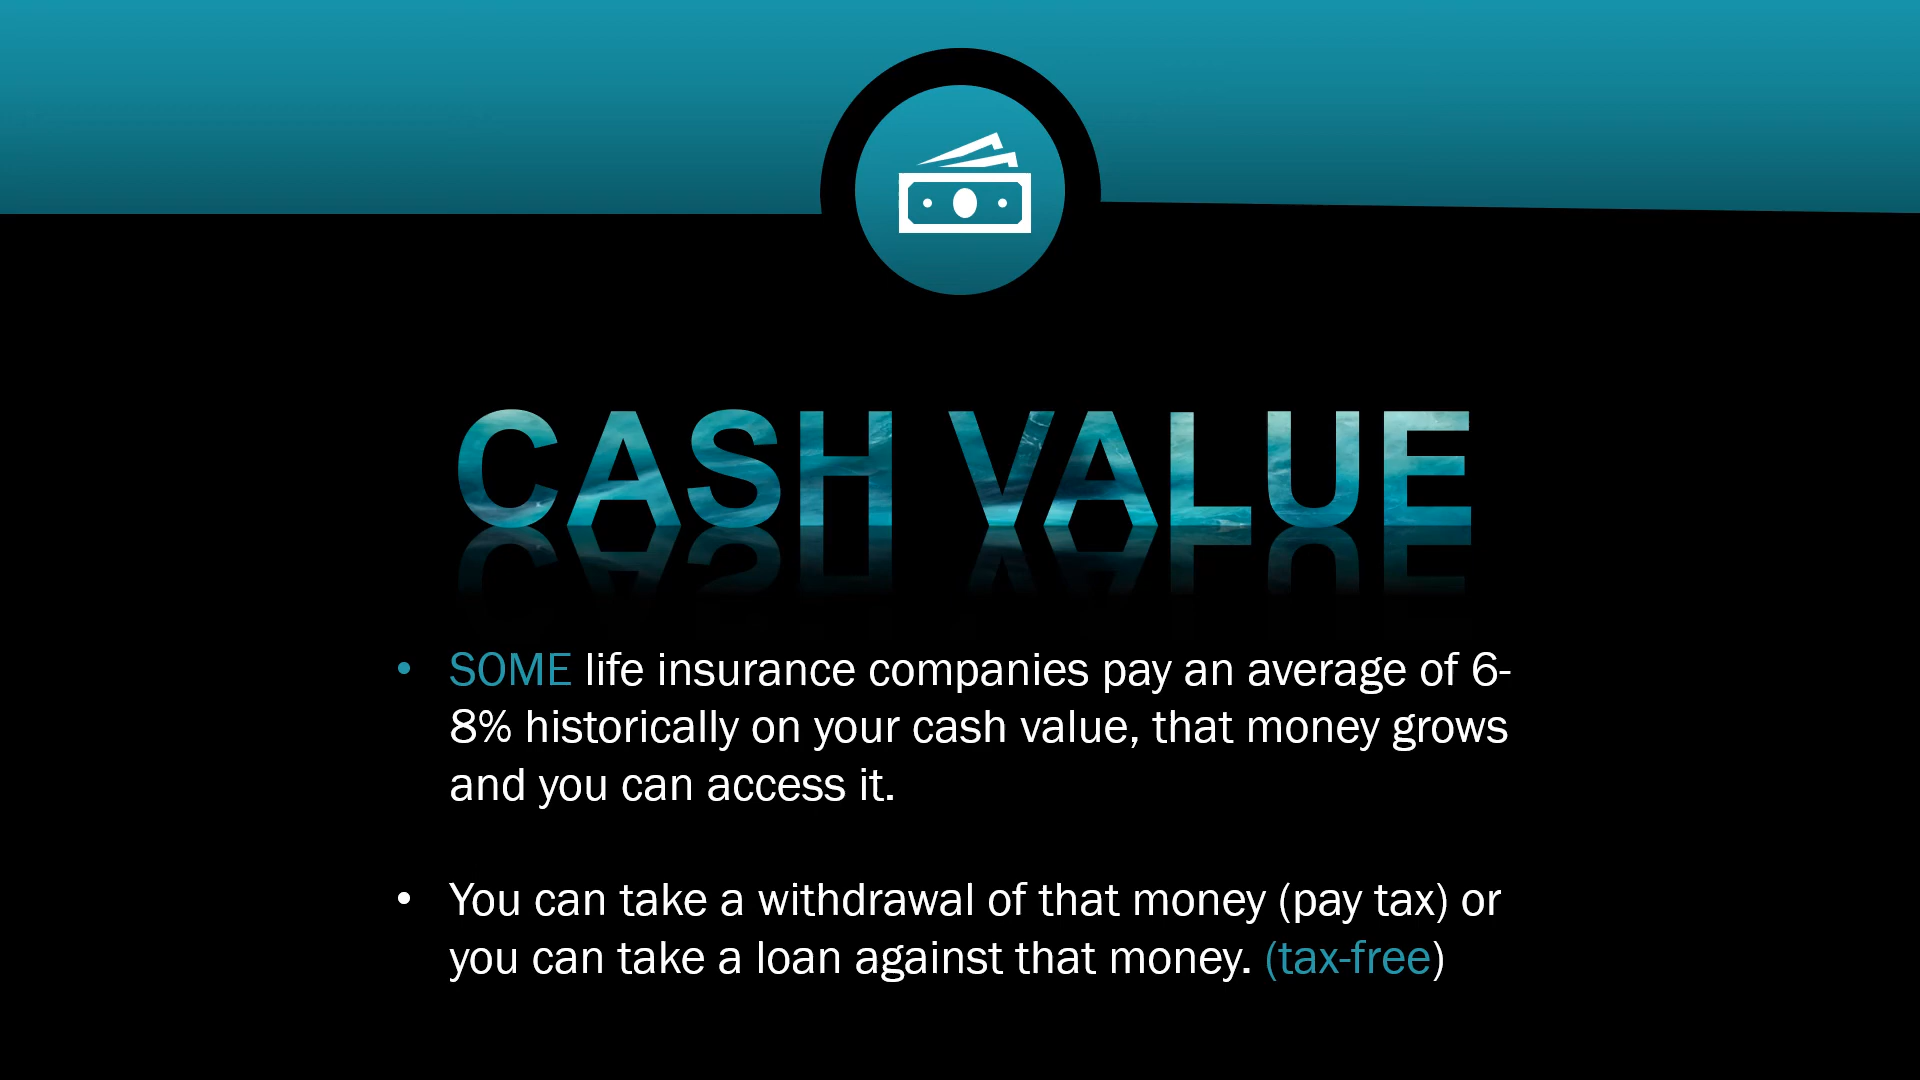 CASH VALUE
• SOME life insurance companies pay an average of 6-
8% historically on your cash value, that money grows
and you can access it.
• You can take a withdrawal of that money (pay tax) or
you can take a loan against that money. (tax-free)